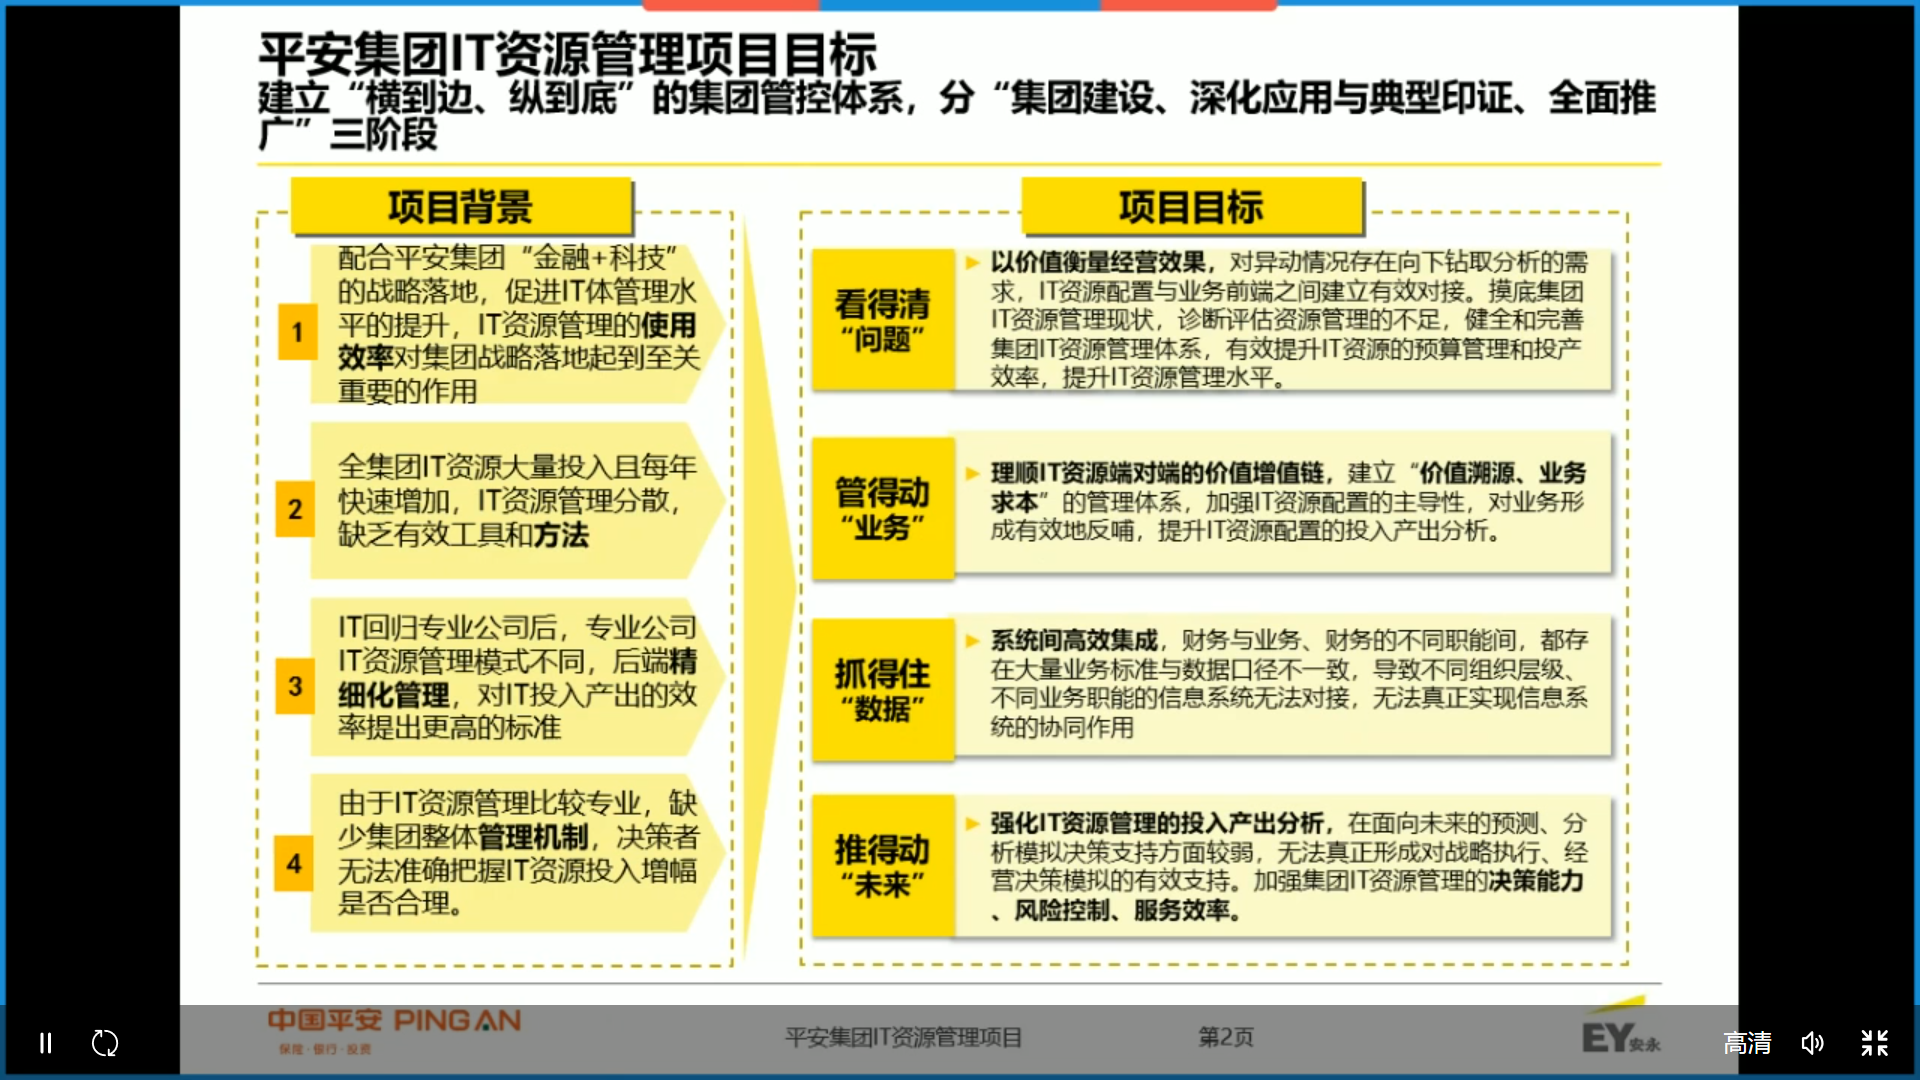 平安集团IT资源管理项目目标
建立“横到边、纵到底”的集团管控体系，分“集团建设、深化应用与典型印证、全面推
广”三阶段
项目背景
1
配合平安集团“金融+科技”
的战略落地，促进IT体管理水
平的提升，IT资源管理的使用
效率对集团战略落地起到至关
重要的作用
2
全集团IT资源大量投入且每年
快速增加，IT资源管理分散，
缺乏有效工具和方法
3
IT回归专业公司后，专业公司
IT资源管理模式不同，后端精
细化管理，对IT投入产出的效
率提出更高的标准
4
由于IT资源管理比较专业，缺
少集团整体管理机制，决策者
无法准确把握IT资源投入增幅
是否合理。
项目目标
看得清
“问题”
以价值衡量经营效果，对异动情况存在向下钻取分析的需
求，IT资源配置与业务前端之间建立有效对接。摸底集团
IT资源管理现状，诊断评估资源管理的不足，健全和完善
集团IT资源管理体系，有效提升IT资源的预算管理和投产
效率，提升IT资源管理水平。
管得动
“业务”
理顺IT资源端对端的价值增值链，建立“价值溯源、业务
求本”的管理体系，加强IT资源配置的主导性，对业务形
成有效地反哺，提升IT资源配置的投入产出分析。
抓得住
“数据”
系统间高效集成，财务与业务、财务的不同职能间，都存
在大量业务标准与数据口径不一致，导致不同组织层级、
不同业务职能的信息系统无法对接，无法真正实现信息系
统的协同作用
推得动
“未来”
强化IT资源管理的投入产出分析，在面向未来的预测、分
析模拟决策支持方面较弱，无法真正形成对战略执行、经
营决策模拟的有效支持。加强集团IT资源管理的决策能力
、风险控制、服务效率。
中国平安 PING AN
保险·银行·投资
平安集团IT资源管理项目
第2页
EY安永
高清